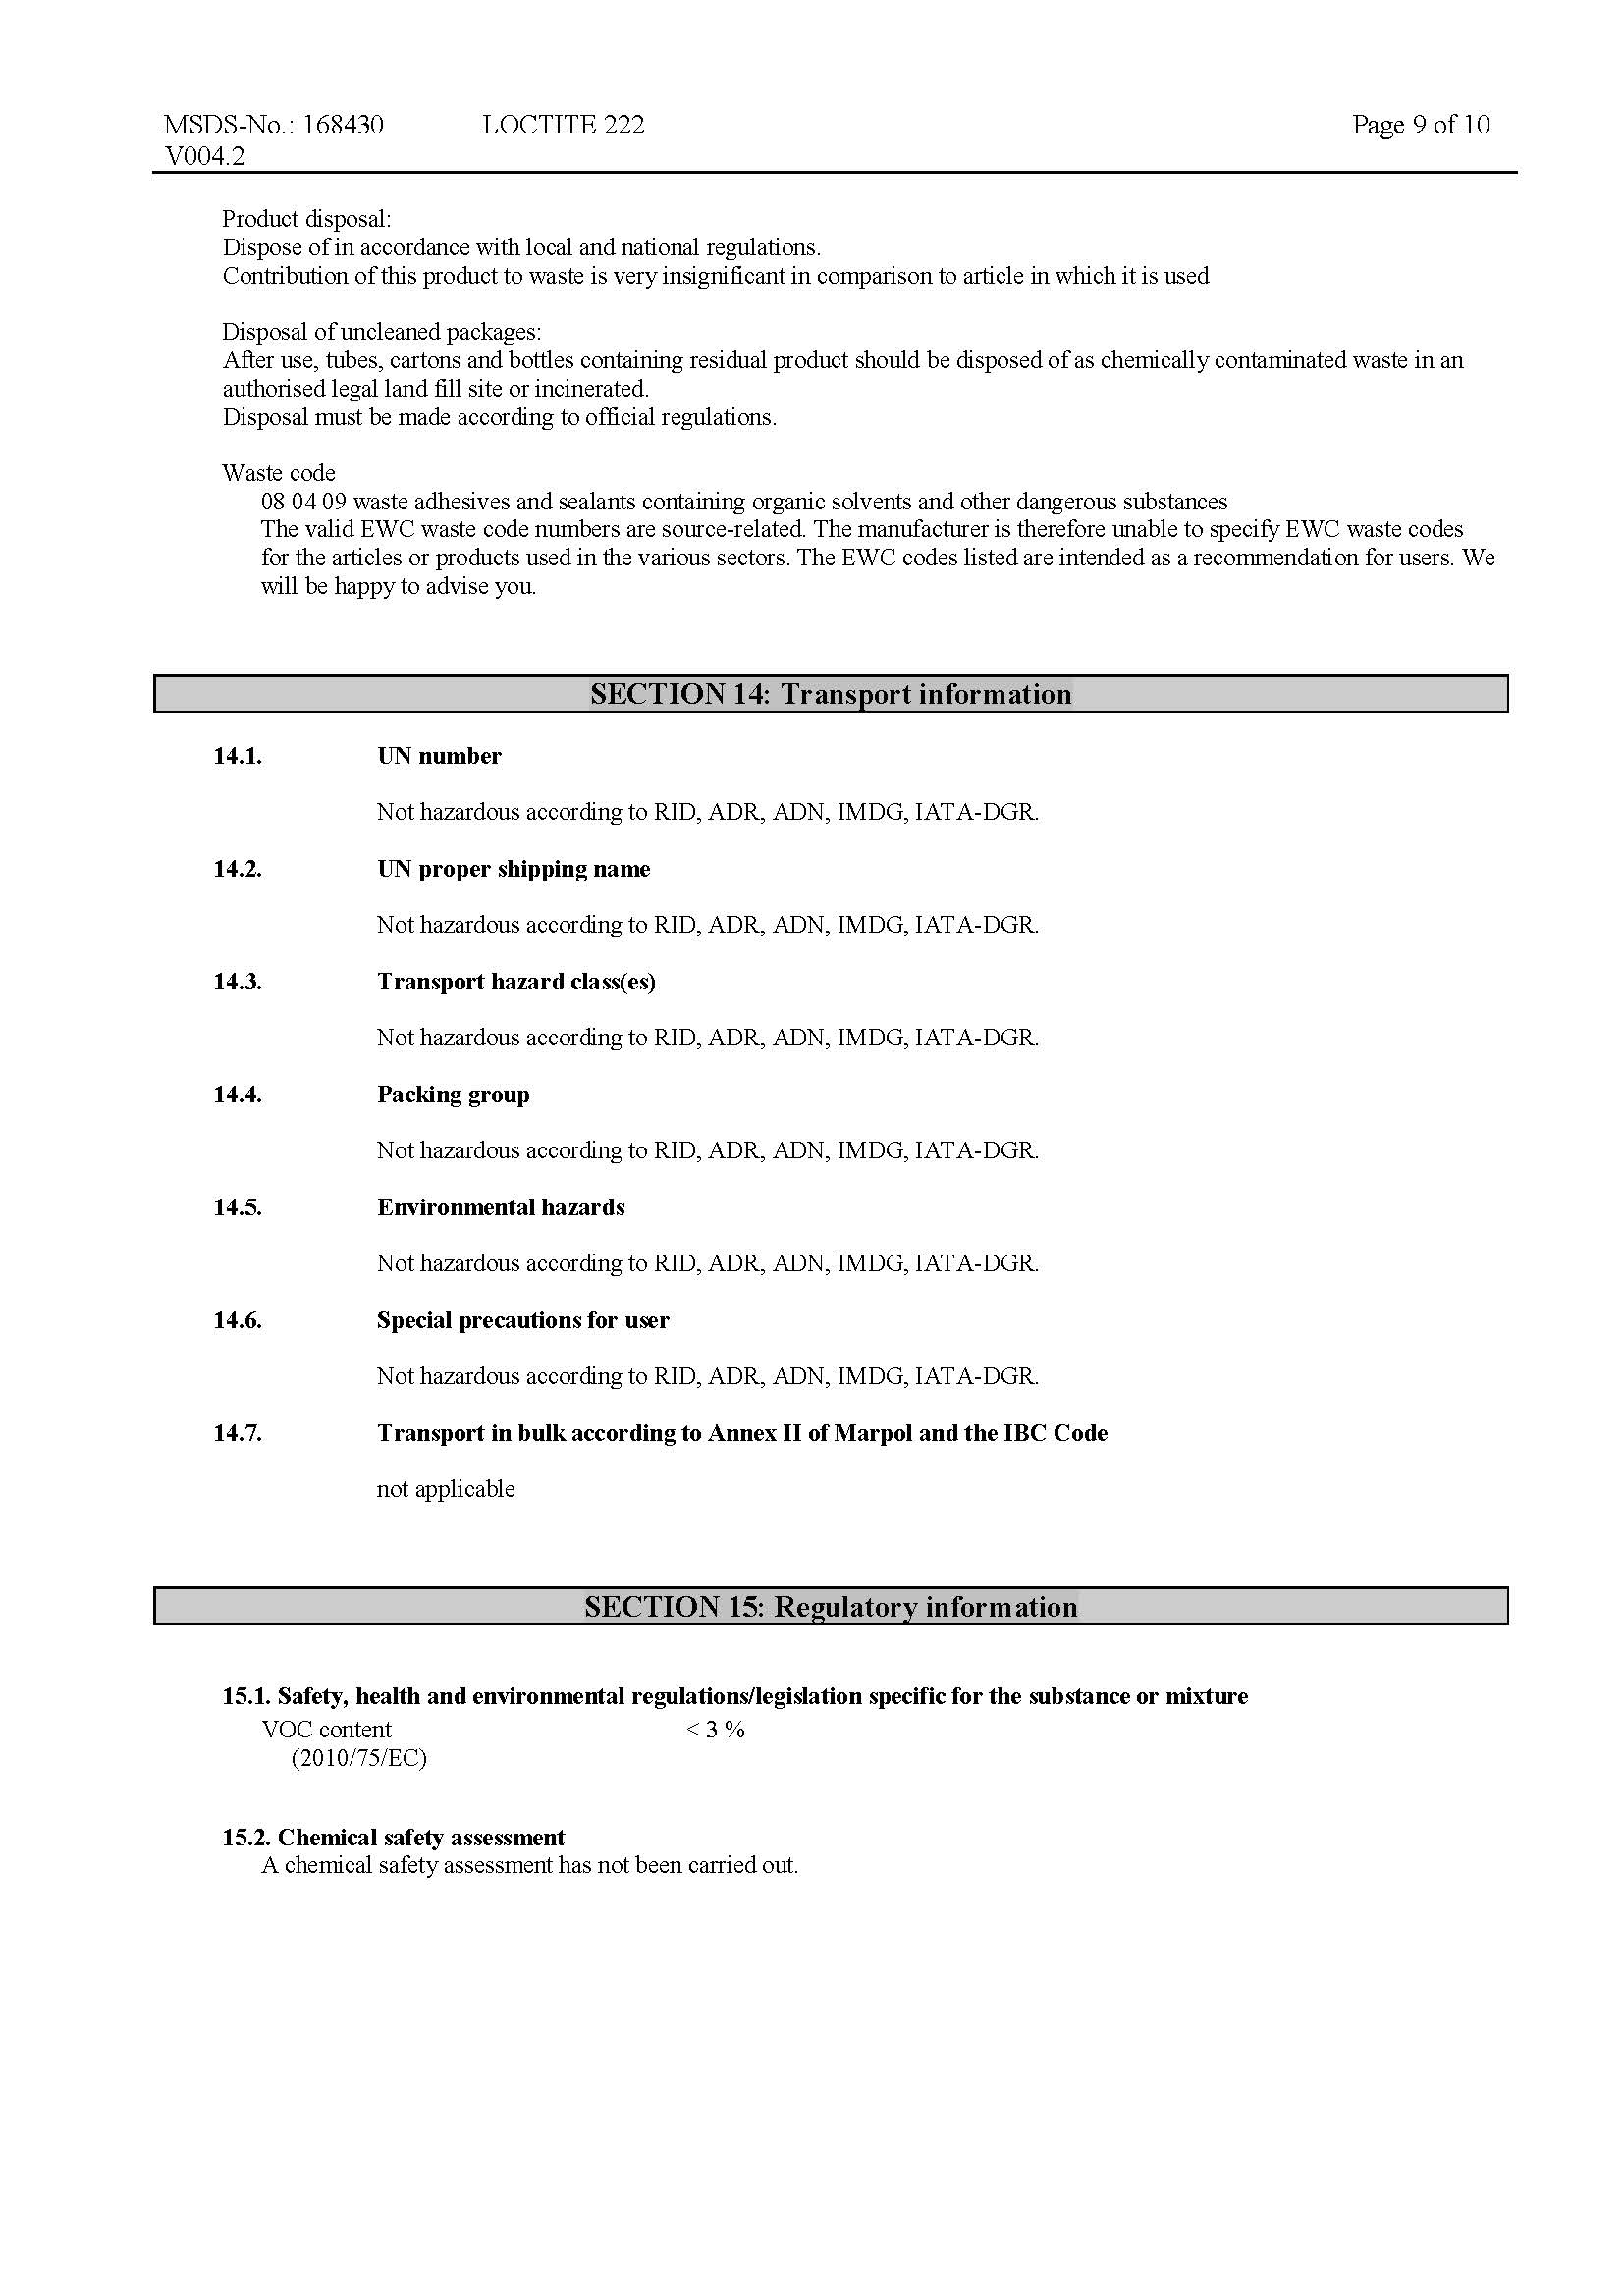 MSDS-No.: 168430 LOCTITE 222 Page 9 of 10
V004.2
Product disposal:
Dispose of in accordance with local and national regulations.
Contribution of this product to waste is very insignificant in comparison to article in which it is used
Disposal of uncleaned packages:
After use, tubes, cartons and bottles containing residual product should be disposed of as chemically contaminated waste in an
authorised legal land fill site or incinerated.
Disposal must be made according to official regulations.
Waste code
08 04 09 waste adhesives and sealants containing organic solvents and other dangerous substances
The valid EWC waste code numbers are source-related. The manufacturer is therefore unable to specify EWC waste codes
for the articles or products used in the various sectors. The EWC codes listed are intended as a recommendation for users. We
will be happy to advise you.
SECTION 14: Transport information
14.1. UN number
Not hazardous according to RID, ADR, ADN, IMDG, IATA-DGR.
14.2. UN proper shipping name
Not hazardous according to RID, ADR, ADN, IMDG, IATA-DGR.
14.3. Transport hazard class(es)
Not hazardous according to RID, ADR, ADN, IMDG, IATA-DGR.
14.4. Packing group
Not hazardous according to RID, ADR, ADN, IMDG, IATA-DGR.
14.5. Environmental hazards
Not hazardous according to RID, ADR, ADN, IMDG, IATA-DGR.
14.6. Special precautions for user
Not hazardous according to RID, ADR, ADN, IMDG, IATA-DGR.
14.7. Transport in bulk according to Annex II of Marpol and the IBC Code
not applicable
SECTION 15: Regulatory information
15.1. Safety, health and environmental regulations/legislation specific for the substance or mixture
VOC content < 3 %
(2010/75/EC)
15.2. Chemical safety assessment
A chemical safety assessment has not been carried out.